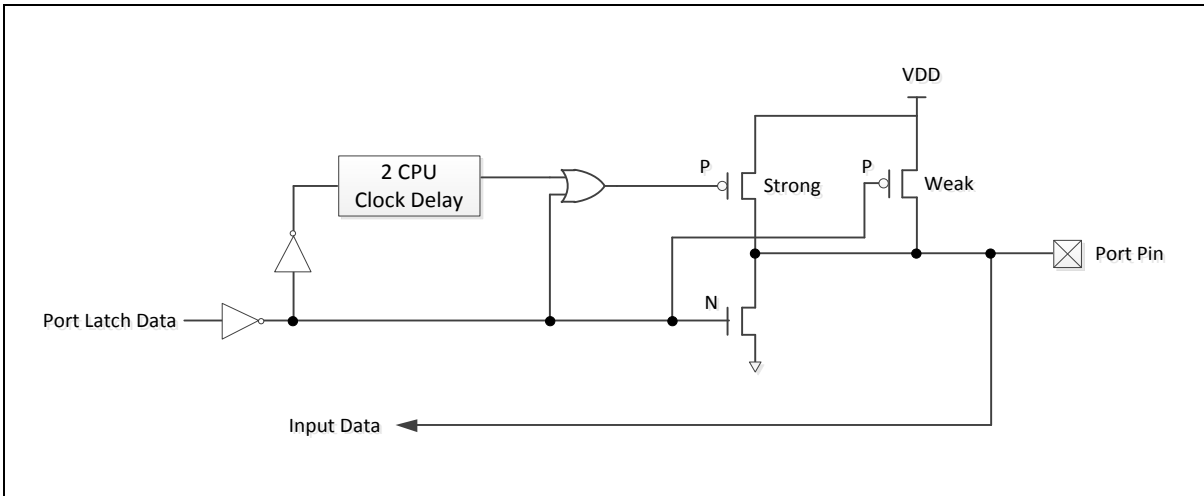 VDD
2 CPU
Clock Delay
P
Strong
P
Weak
Port Pin
N
Port Latch Data
Input Data